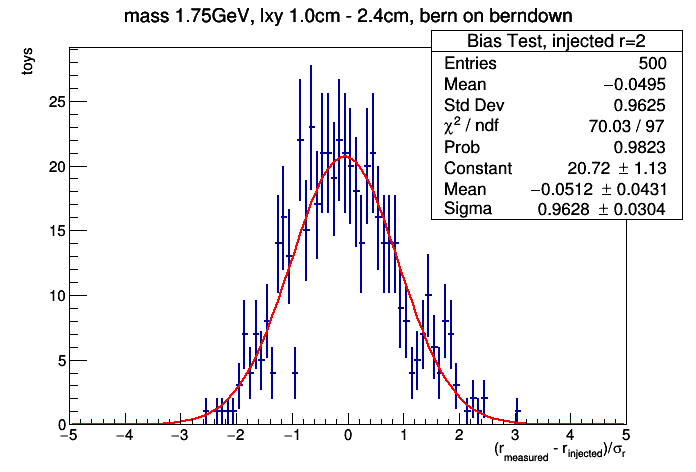 mass 1.75GeV, lxy 1.0cm - 2.4cm, bern on berndown
Bias Test, injected r=2
Entries 500
Mean −0.0495
Std Dev 0.9625
χ² / ndf 70.03 / 97
Prob 0.9823
Constant 20.72 ± 1.13
Mean −0.0512 ± 0.0431
Sigma 0.9628 ± 0.0304
toys
25
20
15
10
5
0
−5 −4 −3 −2 −1 0 1 2 3 4 5
(r_measured - r_injected)/σ_r